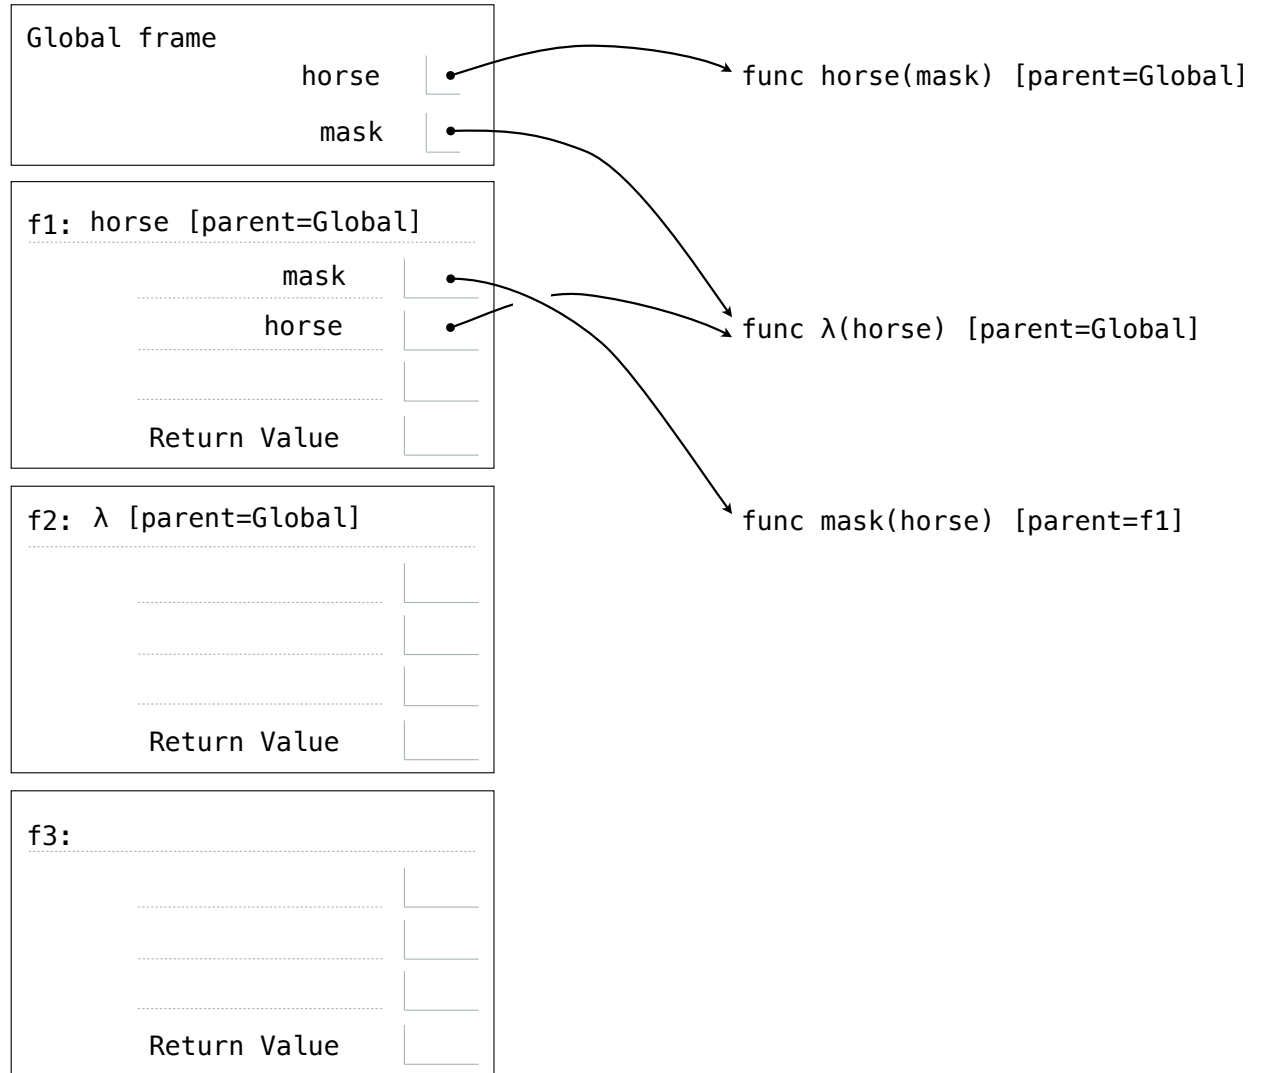 Global frame
horse
func horse(mask) [parent=Global]
mask
f1: horse [parent=Global]
mask
horse
func λ(horse) [parent=Global]
Return Value
f2: λ [parent=Global]
func mask(horse) [parent=f1]
Return Value
f3:
Return Value